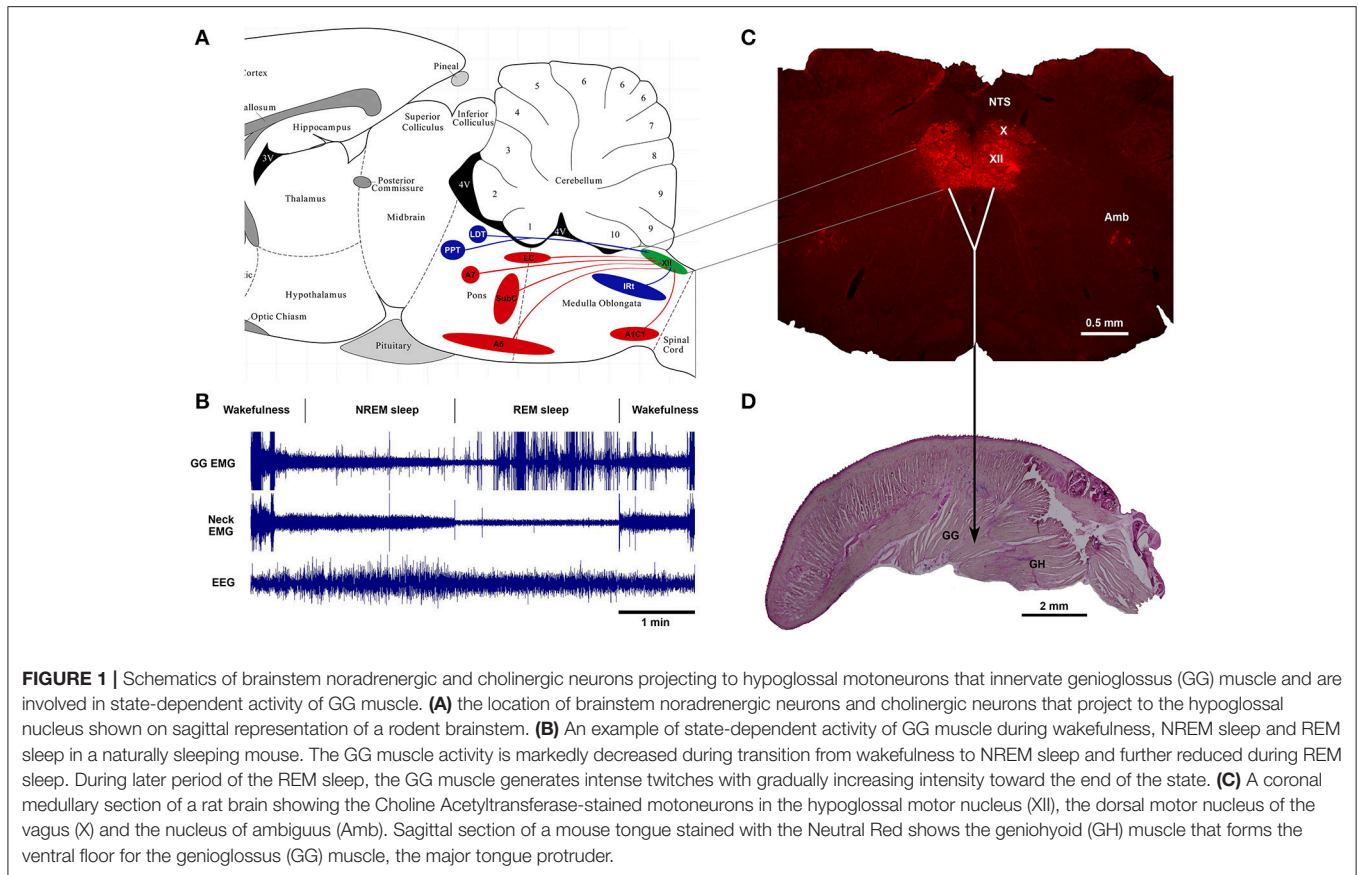 A
Cortex
allosum
Hippocampus
Pineal
Superior
Colliculus
Inferior
Colliculus
3V
Thalamus
Posterior
Commissure
Midbrain
4V
5
6
6
6
4
7
3
8
Cerebellum
2
9
1
4V
10
9
LDT
PPT
LC
XII
A7
Pons
SubC
IRt
Medulla Oblongata
Hypothalamus
tic
Optic Chiasm
Pituitary
A5
A1C1
Spinal
Cord
B
Wakefulness
NREM sleep
REM sleep
Wakefulness
GG EMG
Neck
EMG
EEG
1 min
C
NTS
X
XII
Amb
0.5 mm
D
GG
GH
2 mm
FIGURE 1 | Schematics of brainstem noradrenergic and cholinergic neurons projecting to hypoglossal motoneurons that innervate genioglossus (GG) muscle and are
involved in state-dependent activity of GG muscle. (A) the location of brainstem noradrenergic neurons and cholinergic neurons that project to the hypoglossal
nucleus shown on sagittal representation of a rodent brainstem. (B) An example of state-dependent activity of GG muscle during wakefulness, NREM sleep and REM
sleep in a naturally sleeping mouse. The GG muscle activity is markedly decreased during transition from wakefulness to NREM sleep and further reduced during REM
sleep. During later period of the REM sleep, the GG muscle generates intense twitches with gradually increasing intensity toward the end of the state. (C) A coronal
medullary section of a rat brain showing the Choline Acetyltransferase-stained motoneurons in the hypoglossal motor nucleus (XII), the dorsal motor nucleus of the
vagus (X) and the nucleus of ambiguus (Amb). Sagittal section of a mouse tongue stained with the Neutral Red shows the geniohyoid (GH) muscle that forms the
ventral floor for the genioglossus (GG) muscle, the major tongue protruder.